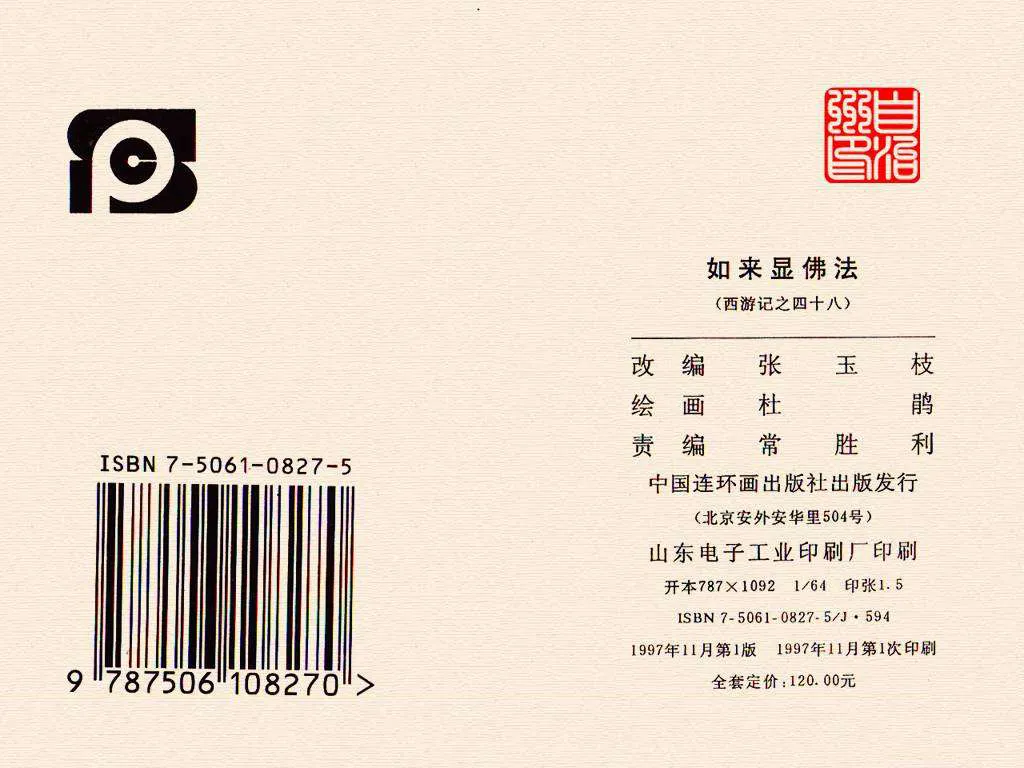 如来显佛法
（西游记之四十八）
改编 张玉枝
绘画 杜鹃
责编 常胜利
中国连环画出版社出版发行
（北京安外安华里504号）
山东电子工业印刷厂印刷
开本787×1092 1/64 印张1.5
ISBN 7-5061-0827-5/J·594
1997年11月第1版 1997年11月第1次印刷
全套定价:120.00元
ISBN 7-5061-0827-5
9 787506 108270 >